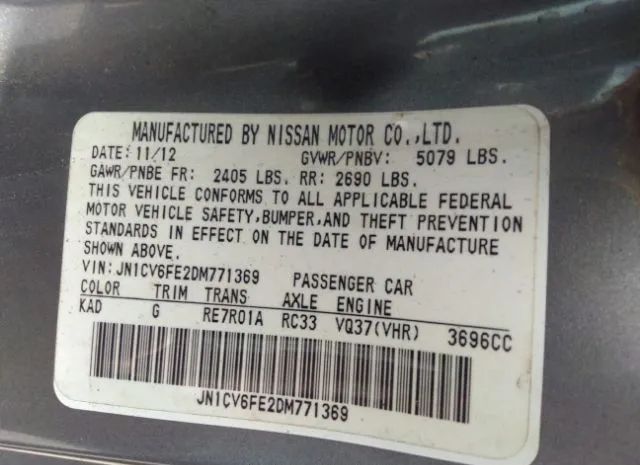 MANUFACTURED BY NISSAN MOTOR CO.,LTD.
DATE: 11/12 GVWR/PNBV: 5079 LBS.
GAWR/PNBE FR: 2405 LBS. RR: 2690 LBS.
THIS VEHICLE CONFORMS TO ALL APPLICABLE FEDERAL
MOTOR VEHICLE SAFETY,BUMPER,AND THEFT PREVENTION
STANDARDS IN EFFECT ON THE DATE OF MANUFACTURE
SHOWN ABOVE.
VIN:JN1CV6FE2DM771369 PASSENGER CAR
COLOR TRIM TRANS AXLE ENGINE
KAD G RE7R01A RC33 VQ37(VHR) 3696CC
JN1CV6FE2DM771369